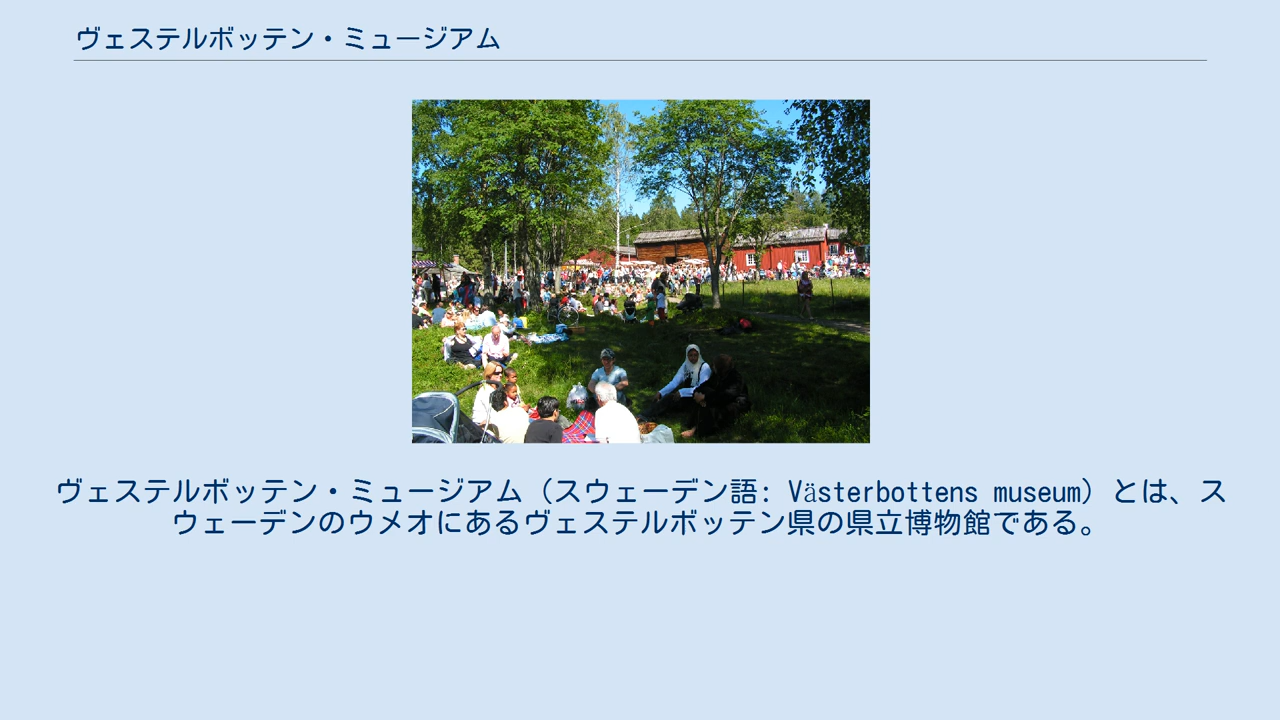 ヴェステルボッテン・ミュージアム
ヴェステルボッテン・ミュージアム（スウェーデン語: Västerbottens museum）とは、ス
ウェーデンのウメオにあるヴェステルボッテン県の県立博物館である。